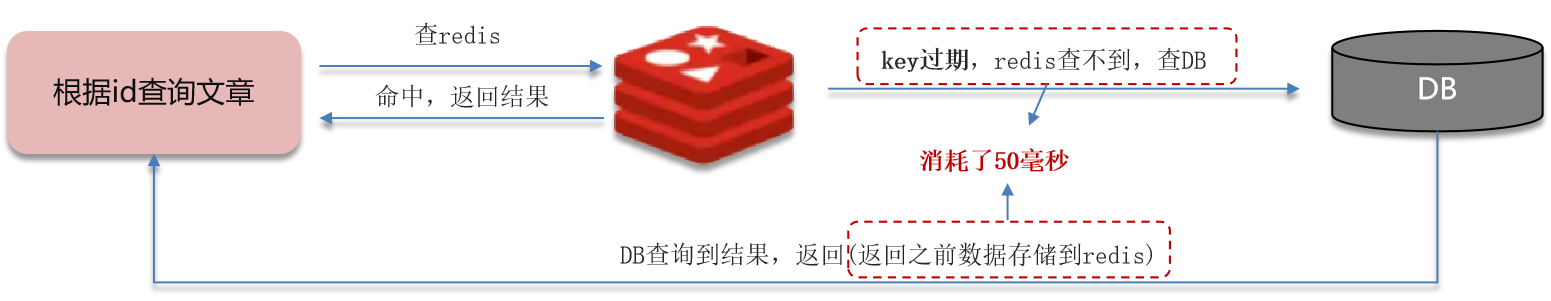 查redis
根据id查询文章
命中，返回结果
key过期，redis查不到，查DB
DB
消耗了50毫秒
DB查询到结果，返回(返回之前数据存储到redis)